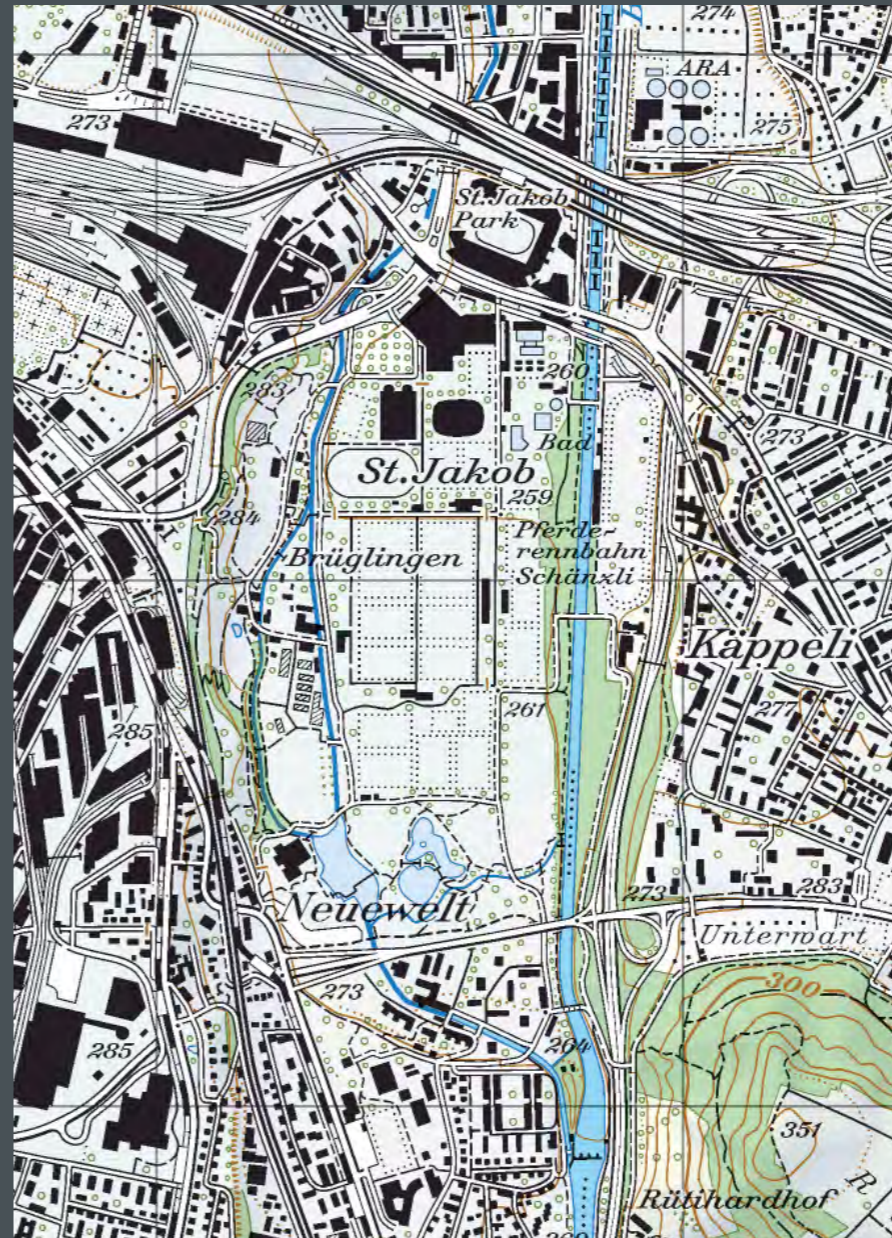 B
274
ARA
273
275
St. Jakob
Park
283
260
273
Bad
St. Jakob
259
284
Pferde-
rennbahn
Schänzli
Brüglingen
Käppeli
261
277
285
273
283
Neuewelt
Untermart
300
273
264
285
351
R
Rütihardhof